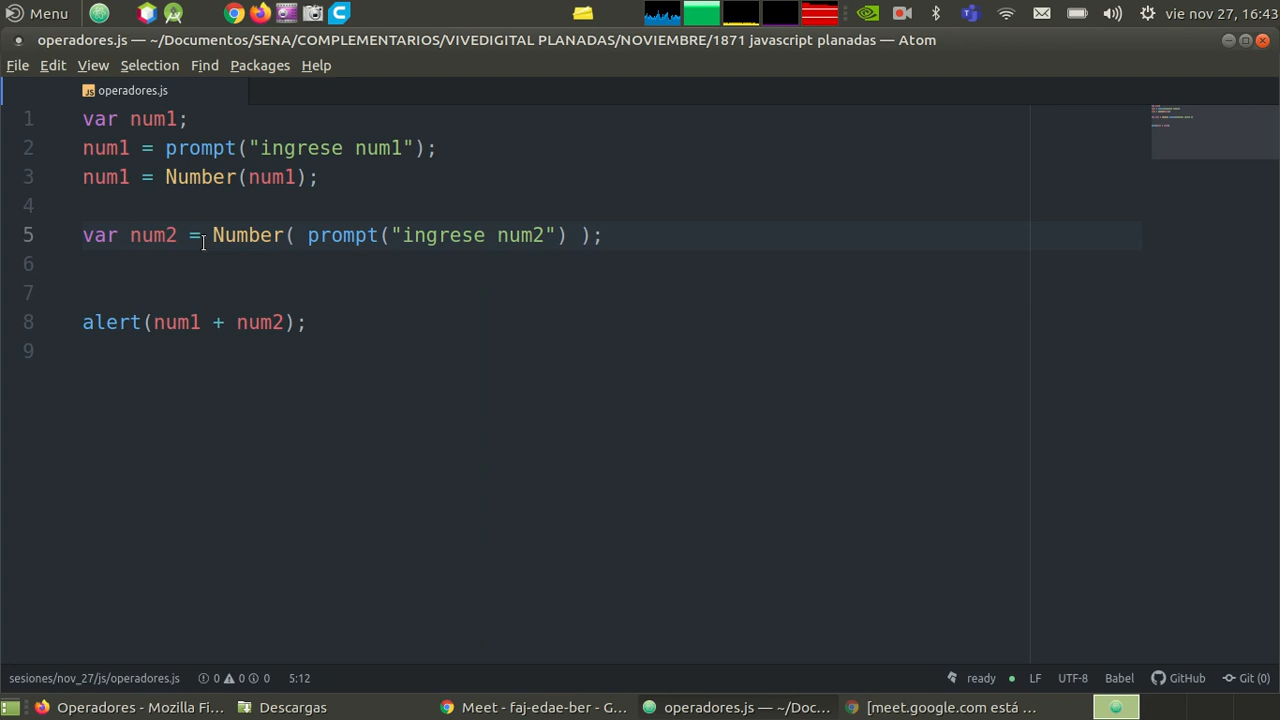 Menu
vie nov 27, 16:43
operadores.js — ~/Documentos/SENA/COMPLEMENTARIOS/VIVEDIGITAL PLANADAS/NOVIEMBRE/1871 javascript planadas — Atom
File Edit View Selection Find Packages Help
JS operadores.js
1 var num1;
2 num1 = prompt("ingrese num1");
3 num1 = Number(num1);
4
5 var num2 = Number( prompt("ingrese num2") );
6
7
8 alert(num1 + num2);
9
sesiones/nov_27/js/operadores.js 0 0 0 5:12 ready LF UTF-8 Babel GitHub Git (0)
Operadores - Mozilla Fi... Descargas Meet - faj-edae-ber - G... operadores.js — ~/Doc... [meet.google.com está ...